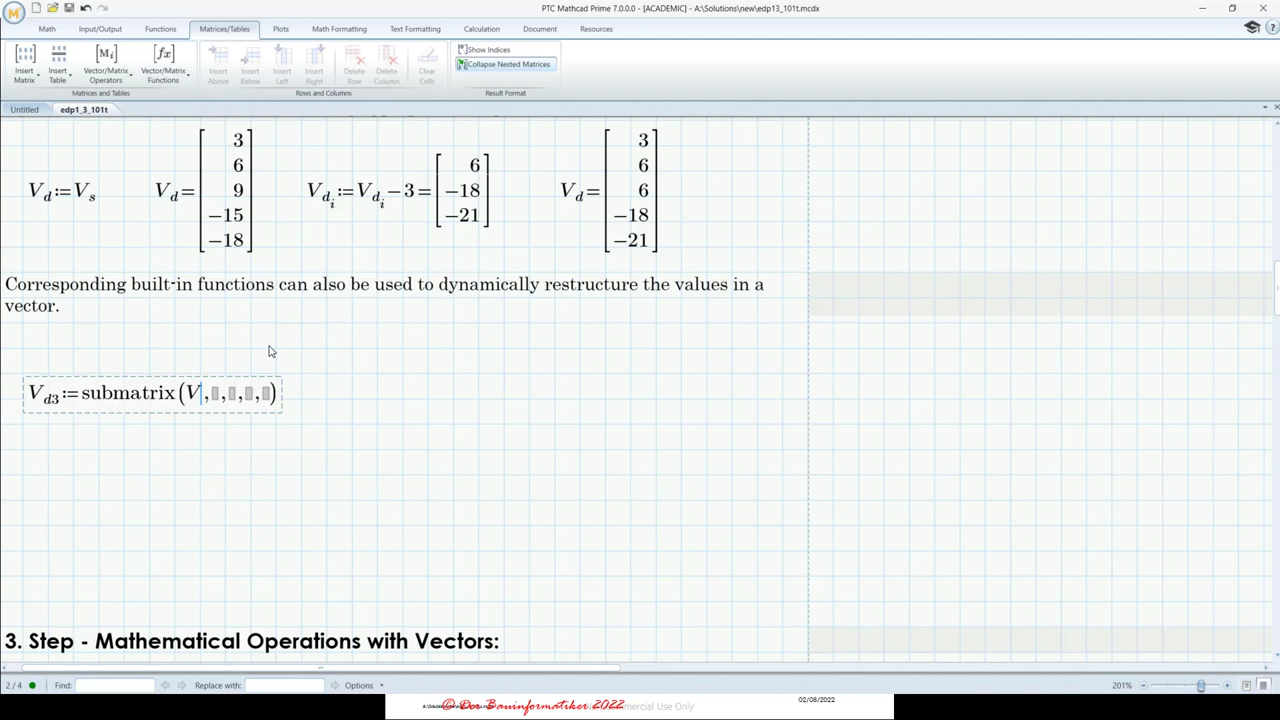 PTC Mathcad Prime 7.0.0.0 - [ACADEMIC] - A:\Solutions\new\edp13_101t.mcdx
Math Input/Output Functions Matrices/Tables Plots Math Formatting Text Formatting Calculation Document Resources
Insert Matrix Insert Table Vector/Matrix Operators Vector/Matrix Functions Insert Above Insert Below Insert Left Insert Right Delete Row Delete Column Clear Cells Show Indices
Collapse Nested Matrices
Matrices and Tables Rows and Columns Result Format
Untitled edp1_3_101t
V_d := V_s V_d = [3 6 9 −15 −18] V_d_i := V_d_i − 3 = [6 −18 −21] V_d = [3 6 6 −18 −21]
Corresponding built-in functions can also be used to dynamically restructure the values in a
vector.
V_d3 := submatrix(V, , , , )
3. Step - Mathematical Operations with Vectors:
2 / 4 Find: Replace with: Options 201%
© Der Bauinformatiker 2022 mmercial Use Only 02/08/2022